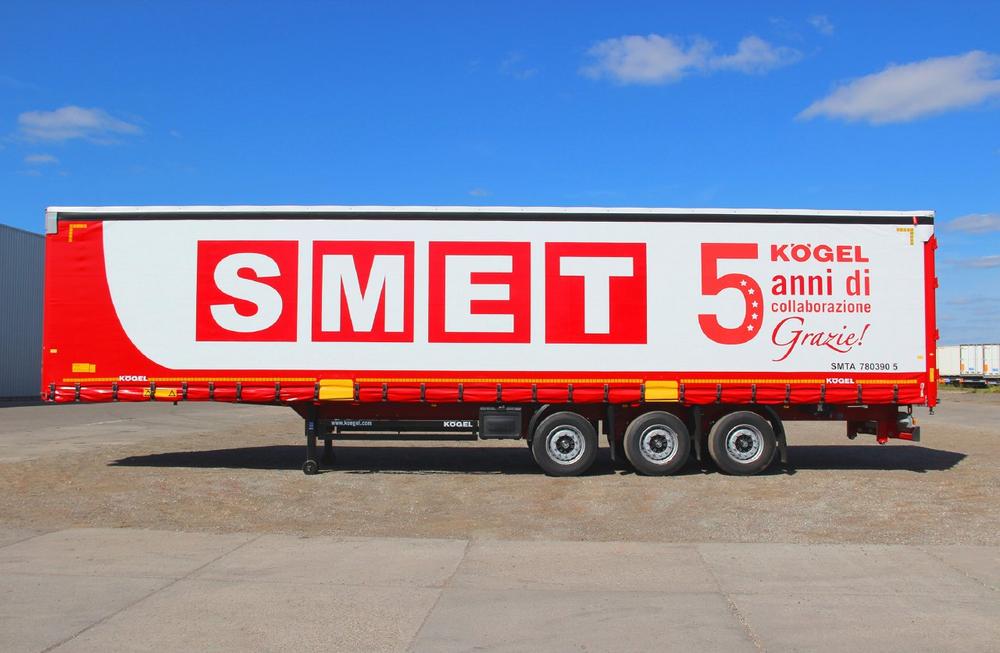 SMET
5 KÖGEL
anni di
collaborazione
Grazie!
SMTA 780390 5
KÖGEL
KÖGEL
www.koegel.com
KÖGEL